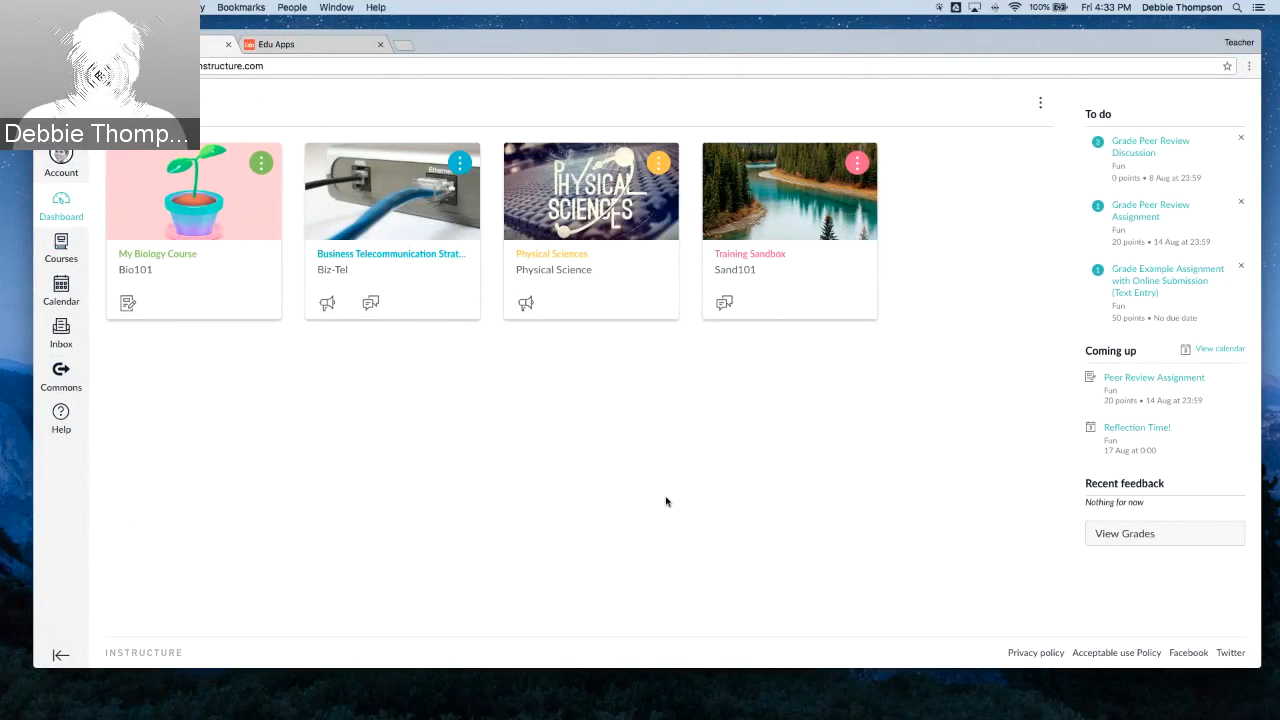 y Bookmarks People Window Help
100% Fri 4:33 PM Debbie Thompson
Edu Apps
Teacher
nstructure.com
Debbie Thomp...
Account
Dashboard
Courses
Calendar
Inbox
Commons
Help
My Biology Course
Bio101
Ethernet
Business Telecommunication Strat...
Biz-Tel
PHYSICAL
SCIENCES
Physical Sciences
Physical Science
Training Sandbox
Sand101
To do
3 Grade Peer Review
Discussion
Fun
0 points • 8 Aug at 23:59
1 Grade Peer Review
Assignment
Fun
20 points • 14 Aug at 23:59
1 Grade Example Assignment
with Online Submission
(Text Entry)
Fun
50 points • No due date
Coming up View calendar
Peer Review Assignment
Fun
20 points • 14 Aug at 23:59
Reflection Time!
Fun
17 Aug at 0:00
Recent feedback
Nothing for now
View Grades
INSTRUCTURE
Privacy policy Acceptable use Policy Facebook Twitter